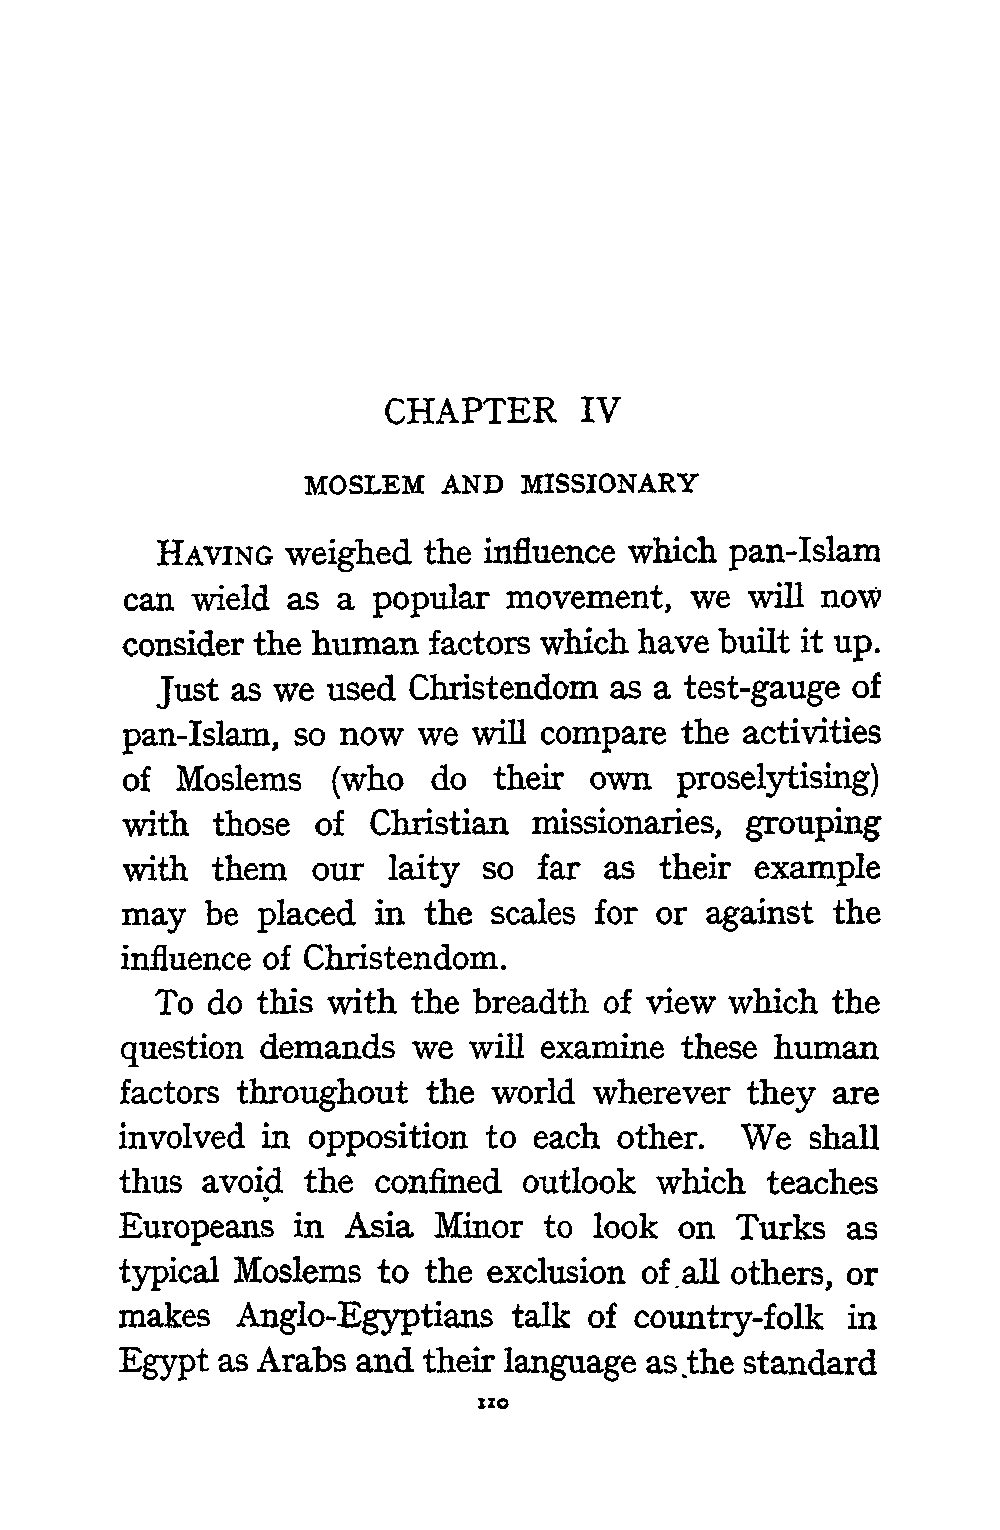 CHAPTER IV
MOSLEM AND MISSIONARY
HAVING weighed the influence which pan-Islam
can wield as a popular movement, we will now
consider the human factors which have built it up.
Just as we used Christendom as a test-gauge of
pan-Islam, so now we will compare the activities
of Moslems (who do their own proselytising)
with those of Christian missionaries, grouping
with them our laity so far as their example
may be placed in the scales for or against the
influence of Christendom.
To do this with the breadth of view which the
question demands we will examine these human
factors throughout the world wherever they are
involved in opposition to each other. We shall
thus avoid the confined outlook which teaches
Europeans in Asia Minor to look on Turks as
typical Moslems to the exclusion of all others, or
makes Anglo-Egyptians talk of country-folk in
Egypt as Arabs and their language as the standard
110